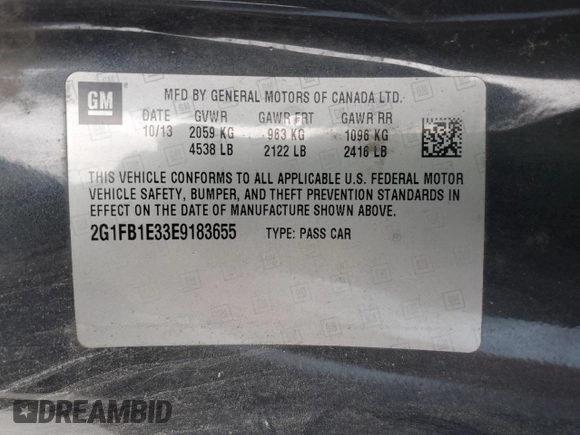 GM
MFD BY GENERAL MOTORS OF CANADA LTD.
DATE GVWR GAWR FRT GAWR RR
10/13 2059 KG 963 KG 1096 KG
4538 LB 2122 LB 2416 LB
THIS VEHICLE CONFORMS TO ALL APPLICABLE U.S. FEDERAL MOTOR
VEHICLE SAFETY, BUMPER, AND THEFT PREVENTION STANDARDS IN
EFFECT ON THE DATE OF MANUFACTURE SHOWN ABOVE.
2G1FB1E33E9183655 TYPE: PASS CAR
DREAMBID